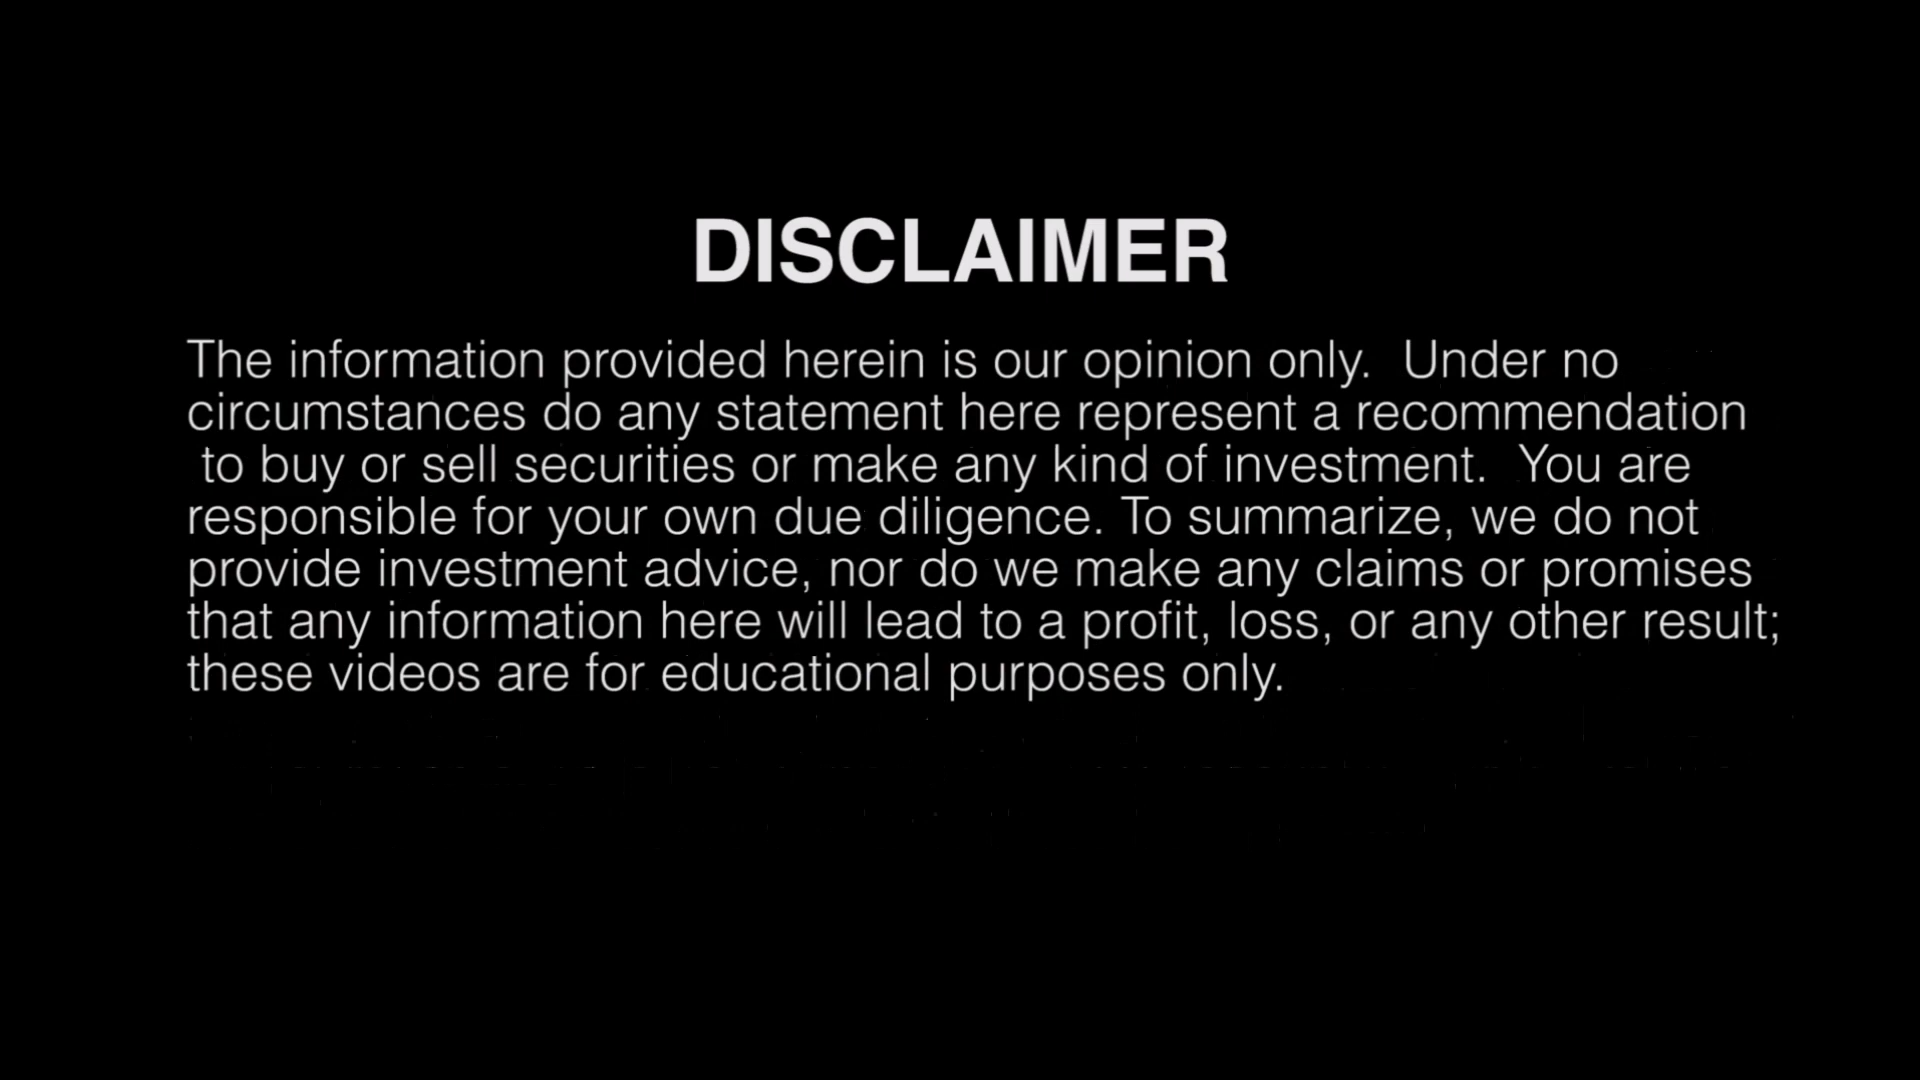 DISCLAIMER
The information provided herein is our opinion only.  Under no
circumstances do any statement here represent a recommendation
to buy or sell securities or make any kind of investment.  You are
responsible for your own due diligence. To summarize, we do not
provide investment advice, nor do we make any claims or promises
that any information here will lead to a profit, loss, or any other result;
these videos are for educational purposes only.